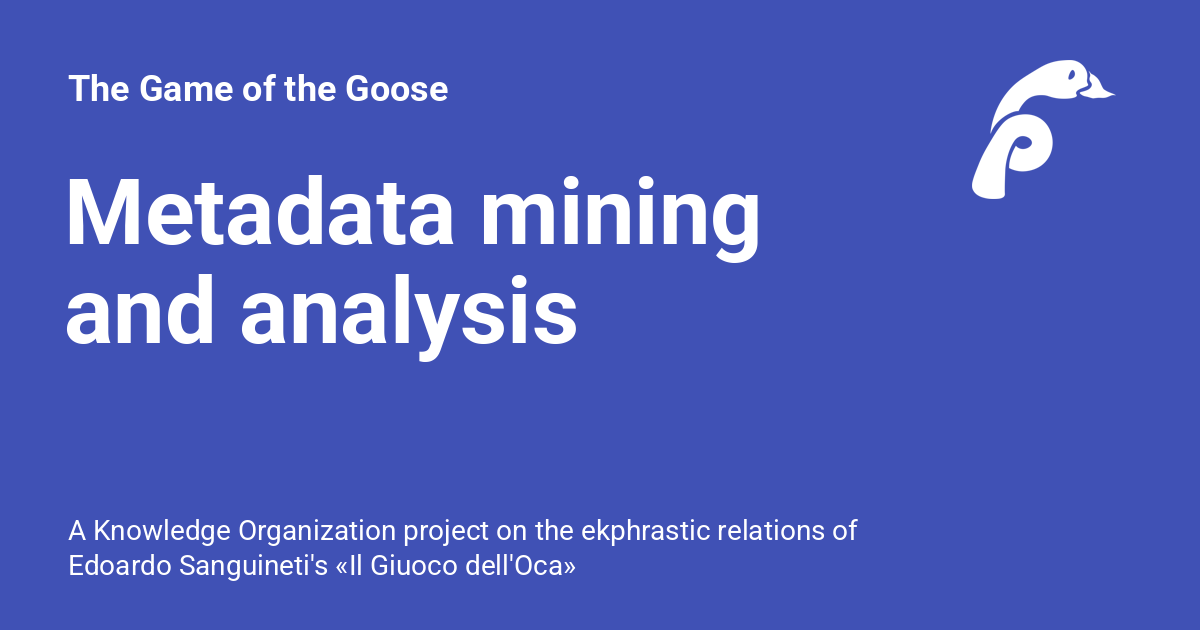 The Game of the Goose
Metadata mining
and analysis
A Knowledge Organization project on the ekphrastic relations of
Edoardo Sanguineti's «Il Giuoco dell'Oca»